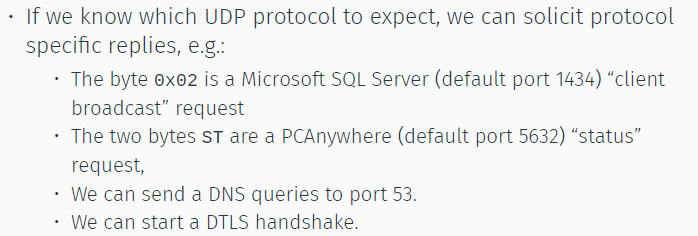 • If we know which UDP protocol to expect, we can solicit protocol
specific replies, e.g.:
• The byte 0x02 is a Microsoft SQL Server (default port 1434) “client
broadcast” request
• The two bytes ST are a PCAnywhere (default port 5632) “status”
request,
• We can send a DNS queries to port 53.
• We can start a DTLS handshake.